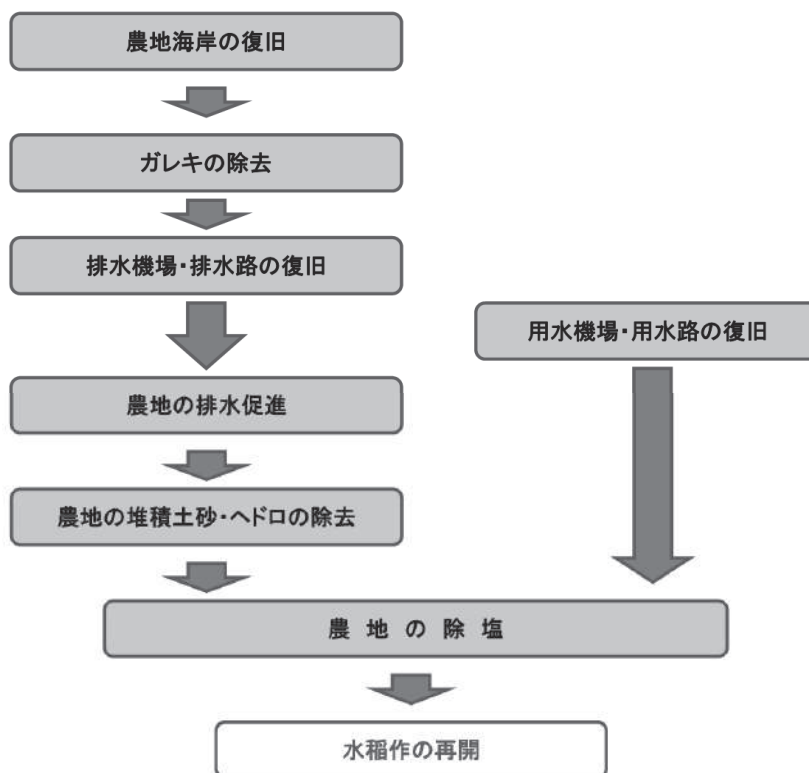 農地海岸の復旧
ガレキの除去
排水機場・排水路の復旧
用水機場・用水路の復旧
農地の排水促進
農地の堆積土砂・ヘドロの除去
農地の除塩
水稲作の再開